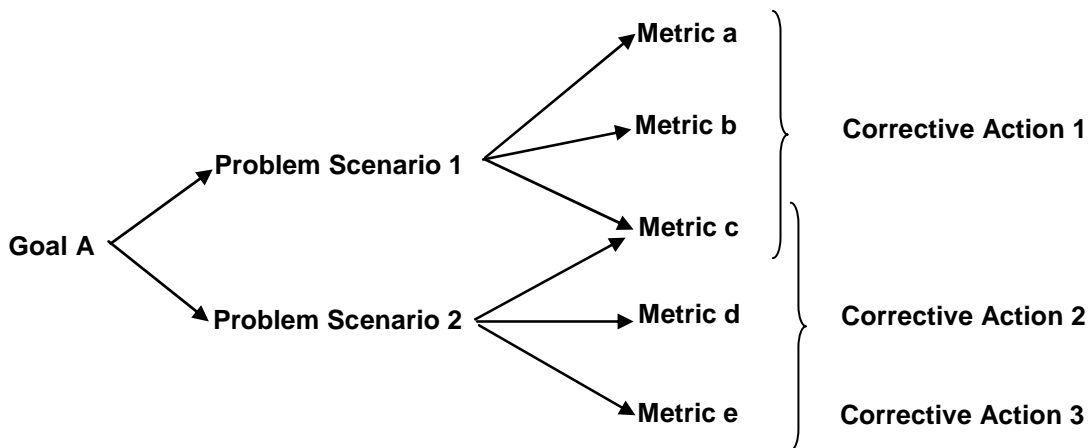 Metric a
Metric b
Corrective Action 1
Problem Scenario 1
Metric c
Goal A
Problem Scenario 2
Metric d
Corrective Action 2
Metric e
Corrective Action 3